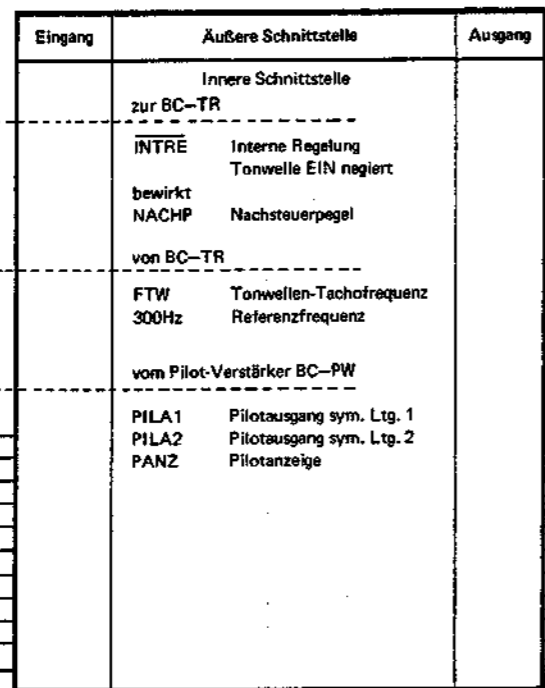 Eingang Äußere Schnittstelle Ausgang
Innere Schnittstelle
zur BC–TR
INTRE Interne Regelung
Tonwelle EIN negiert
bewirkt
NACHP Nachsteuerpegel
von BC–TR
FTW Tonwellen-Tachofrequenz
300Hz Referenzfrequenz
vom Pilot-Verstärker BC–PW
PILA1 Pilotausgang sym. Ltg. 1
PILA2 Pilotausgang sym. Ltg. 2
PANZ Pilotanzeige